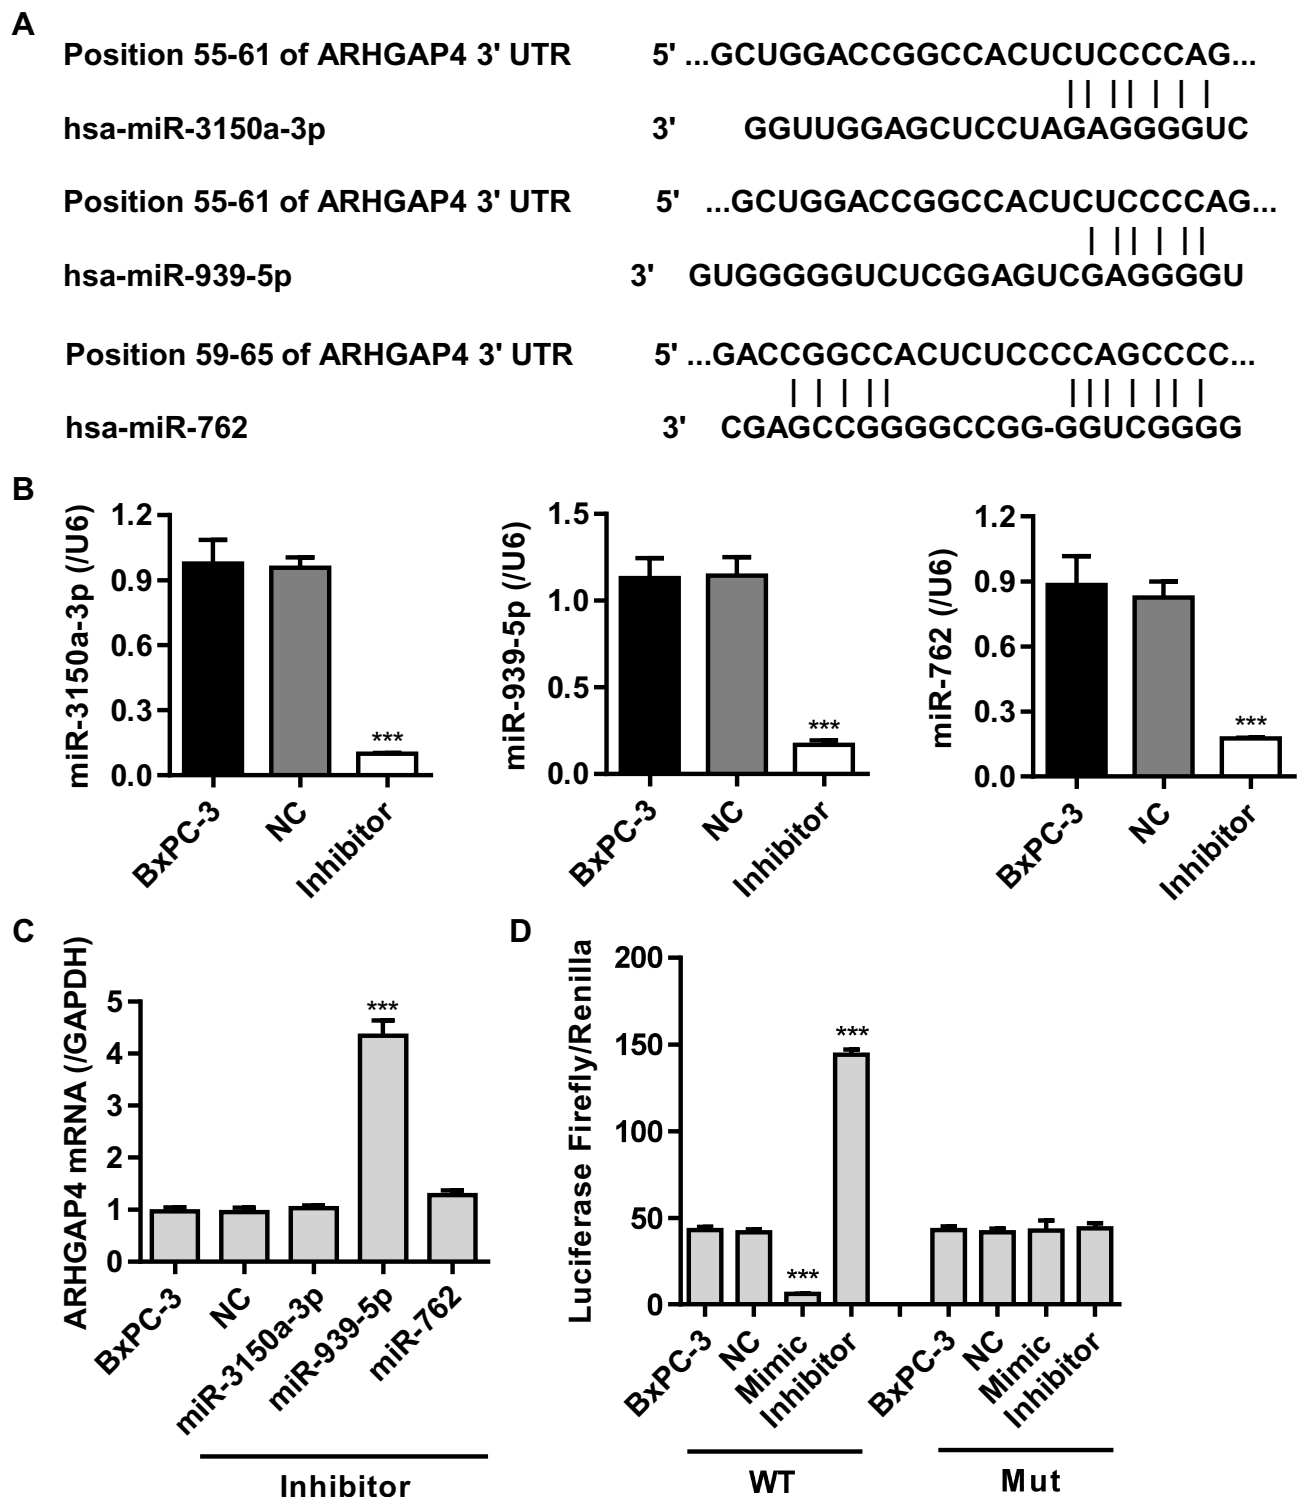 A
Position 55-61 of ARHGAP4 3' UTR 5' ...GCUGGACCGGCCACUCUCCCCAG...
hsa-miR-3150a-3p 3' GGUUGGAGCUCCUAGAGGGGUC
Position 55-61 of ARHGAP4 3' UTR 5' ...GCUGGACCGGCCACUCUCCCCAG...
hsa-miR-939-5p 3' GUGGGGGUCUCGGAGUCGAGGGGU
Position 59-65 of ARHGAP4 3' UTR 5' ...GACCGGCCACUCUCCCCAGCCCC...
hsa-miR-762 3' CGAGCCGGGGCCGG-GGUCGGGG
B
miR-3150a-3p (/U6)
1.2
0.9
0.6
0.3
0.0
***
BxPC-3
NC
Inhibitor
miR-939-5p (/U6)
1.5
1.0
0.5
0.0
***
BxPC-3
NC
Inhibitor
miR-762 (/U6)
1.2
0.9
0.6
0.3
0.0
***
BxPC-3
NC
Inhibitor
C
ARHGAP4 mRNA (/GAPDH)
5
4
3
2
1
0
***
BxPC-3
NC
miR-3150a-3p
miR-939-5p
miR-762
Inhibitor
D
Luciferase Firefly/Renilla
200
150
100
50
0
***
***
BxPC-3
NC
Mimic
Inhibitor
BxPC-3
NC
Mimic
Inhibitor
WT
Mut